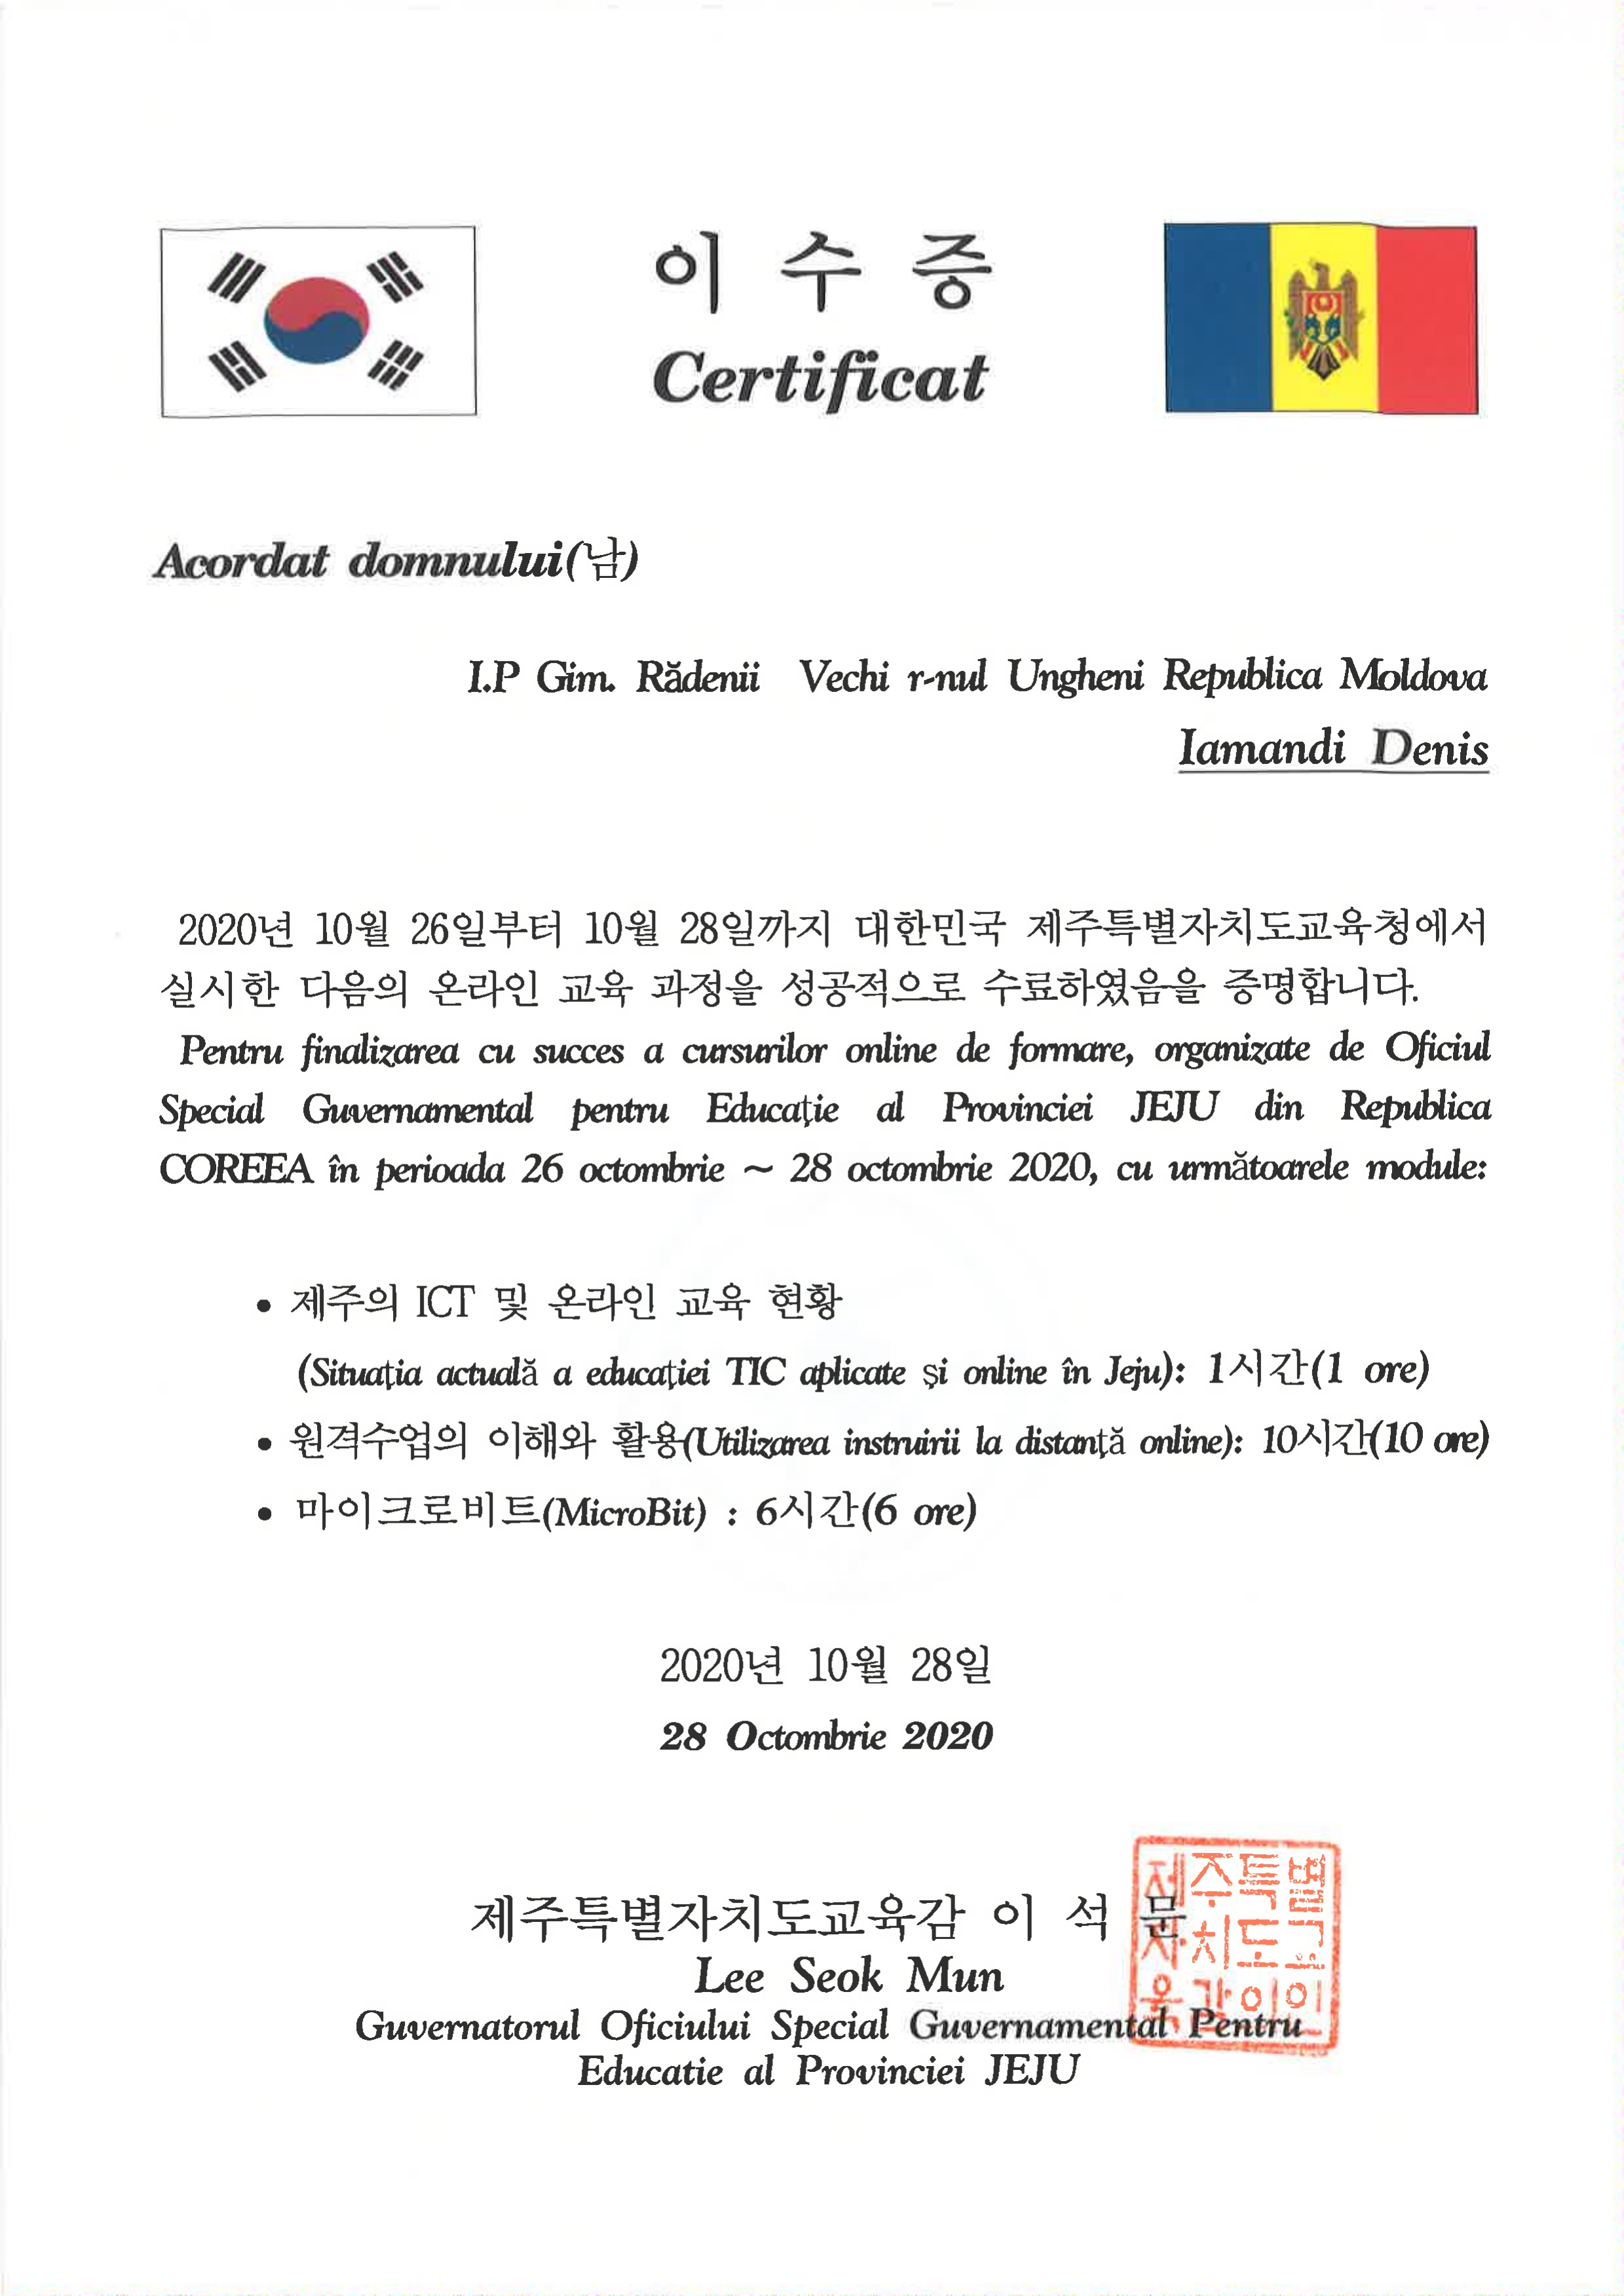 이 수 증
Certificat
Acordat domnului(남)
I.P Gim. Rădenii Vechi r-nul Ungheni Republica Moldova
Iamandi Denis
2020년 10월 26일부터 10월 28일까지 대한민국 제주특별자치도교육청에서
실시한 다음의 온라인 교육 과정을 성공적으로 수료하였음을 증명합니다.
Pentru finalizarea cu succes a cursurilor online de formare, organizate de Oficiul
Special Guvernamental pentru Educaţie al Provinciei JEJU din Republica
COREEA în perioada 26 octombrie ~ 28 octombrie 2020, cu următoarele module:
• 제주의 ICT 및 온라인 교육 현황
(Situaţia actuală a educaţiei TIC aplicate şi online în Jeju): 1시간(1 ore)
• 원격수업의 이해와 활용(Utilizarea instruirii la distanţă online): 10시간(10 ore)
• 마이크로비트(MicroBit) : 6시간(6 ore)
2020년 10월 28일
28 Octombrie 2020
제주특별자치도교육감 이 석 문
제주특별
자치도교
육감이인
Lee Seok Mun
Guvernatorul Oficiului Special Guvernamental Pentru
Educatie al Provinciei JEJU